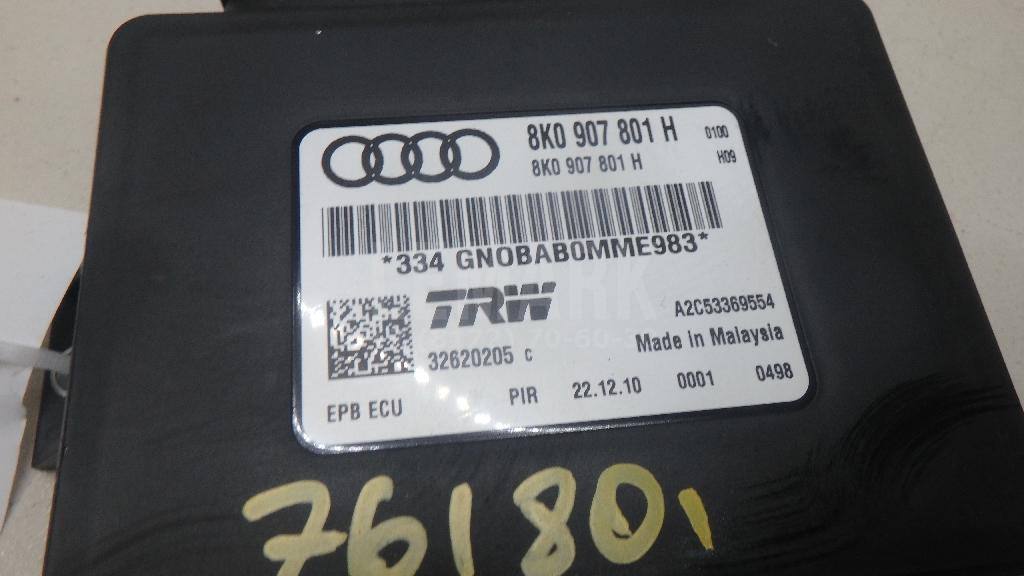 8K0 907 801 H 0100
8K0 907 801 H H09
*334 GNOBAB0MME983*
TRW A2C53369554
32620205 C Made in Malaysia
EPB ECU PIR 22.12.10 0001 0498
761801